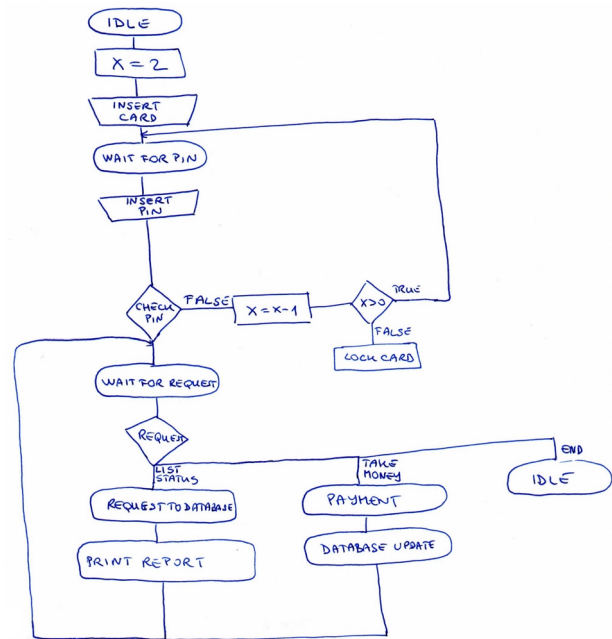 IDLE
X = 2
INSERT
CARD
WAIT FOR PIN
INSERT
PIN
CHECK
PIN
FALSE
X = X-1
X>0
TRUE
FALSE
LOCK CARD
WAIT FOR REQUEST
REQUEST
LIST
STATUS
TAKE
MONEY
END
REQUEST TO DATABASE
PAYMENT
IDLE
PRINT REPORT
DATABASE UPDATE